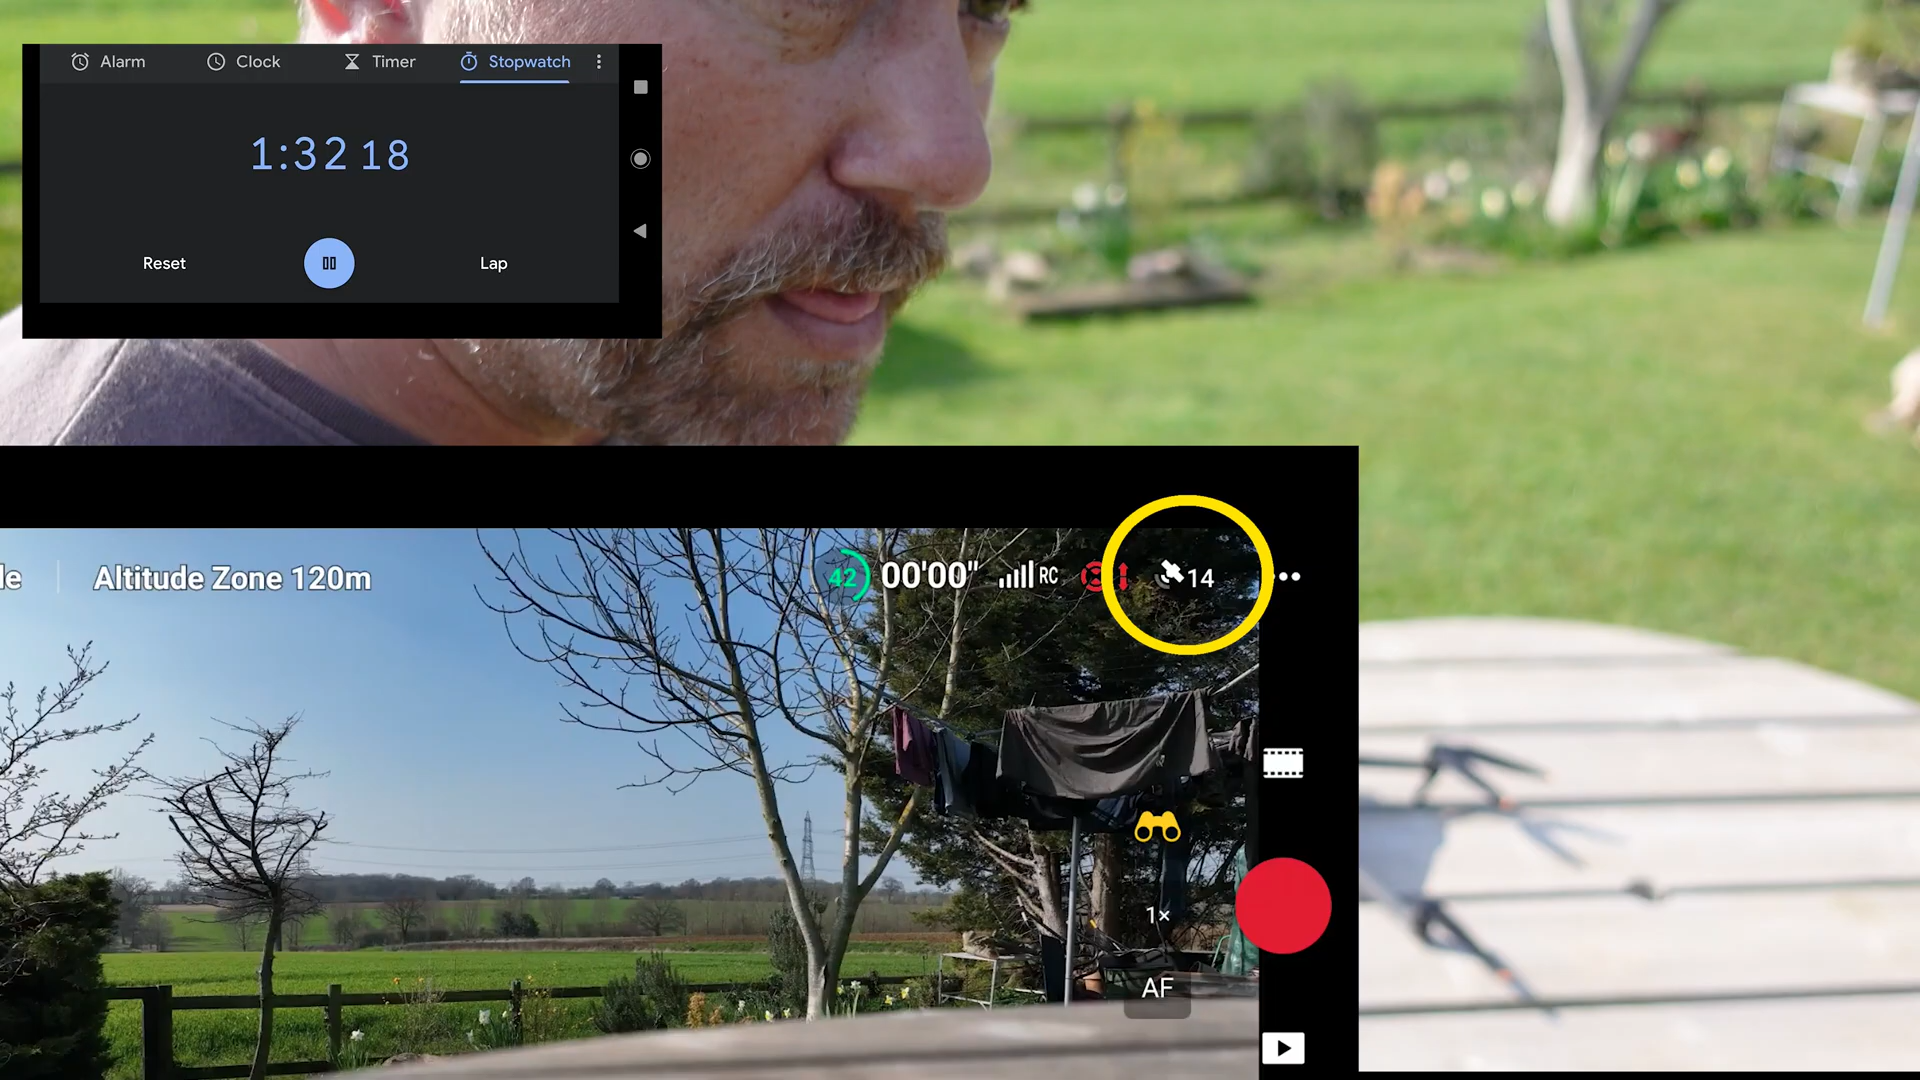 Alarm Clock Timer Stopwatch
1:32 18
Reset Lap
le Altitude Zone 120m 42 00'00" RC 14
1×
AF